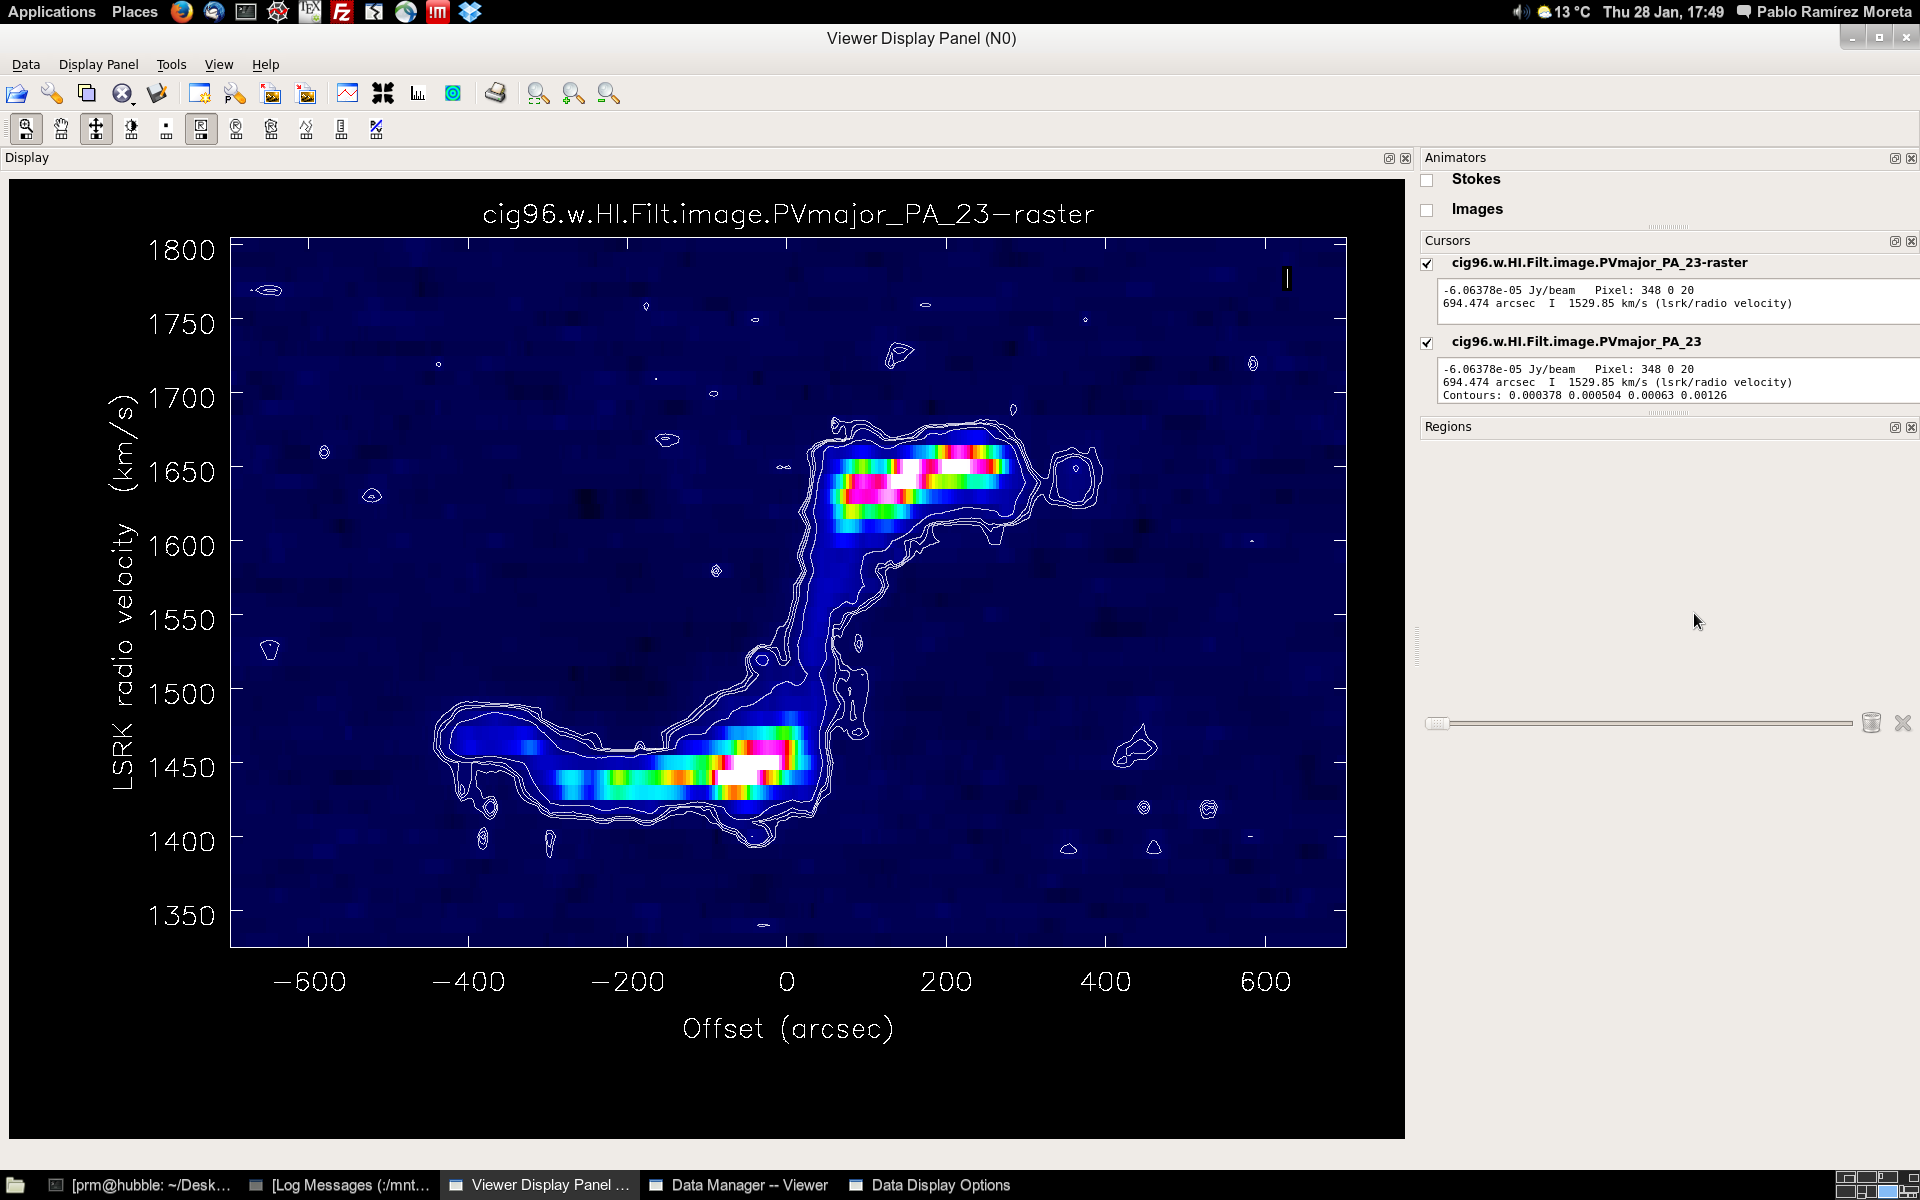 Applications Places 13 °C Thu 28 Jan, 17:49 Pablo Ramírez Moreta
Viewer Display Panel (N0)
Data Display Panel Tools View Help
Display
cig96.w.HI.Filt.image.PVmajor_PA_23-raster
1800
1750
1700
1650
1600
1550
1500
1450
1400
1350
LSRK radio velocity (km/s)
-600 -400 -200 0 200 400 600
Offset (arcsec)
Animators
Stokes
Images
Cursors
cig96.w.HI.Filt.image.PVmajor_PA_23-raster
-6.06378e-05 Jy/beam Pixel: 348 0 20
694.474 arcsec I 1529.85 km/s (lsrk/radio velocity)
cig96.w.HI.Filt.image.PVmajor_PA_23
-6.06378e-05 Jy/beam Pixel: 348 0 20
694.474 arcsec I 1529.85 km/s (lsrk/radio velocity)
Contours: 0.000378 0.000504 0.00063 0.00126
Regions
[prm@hubble: ~/Desk... [Log Messages (:/mnt... Viewer Display Panel ... Data Manager -- Viewer Data Display Options